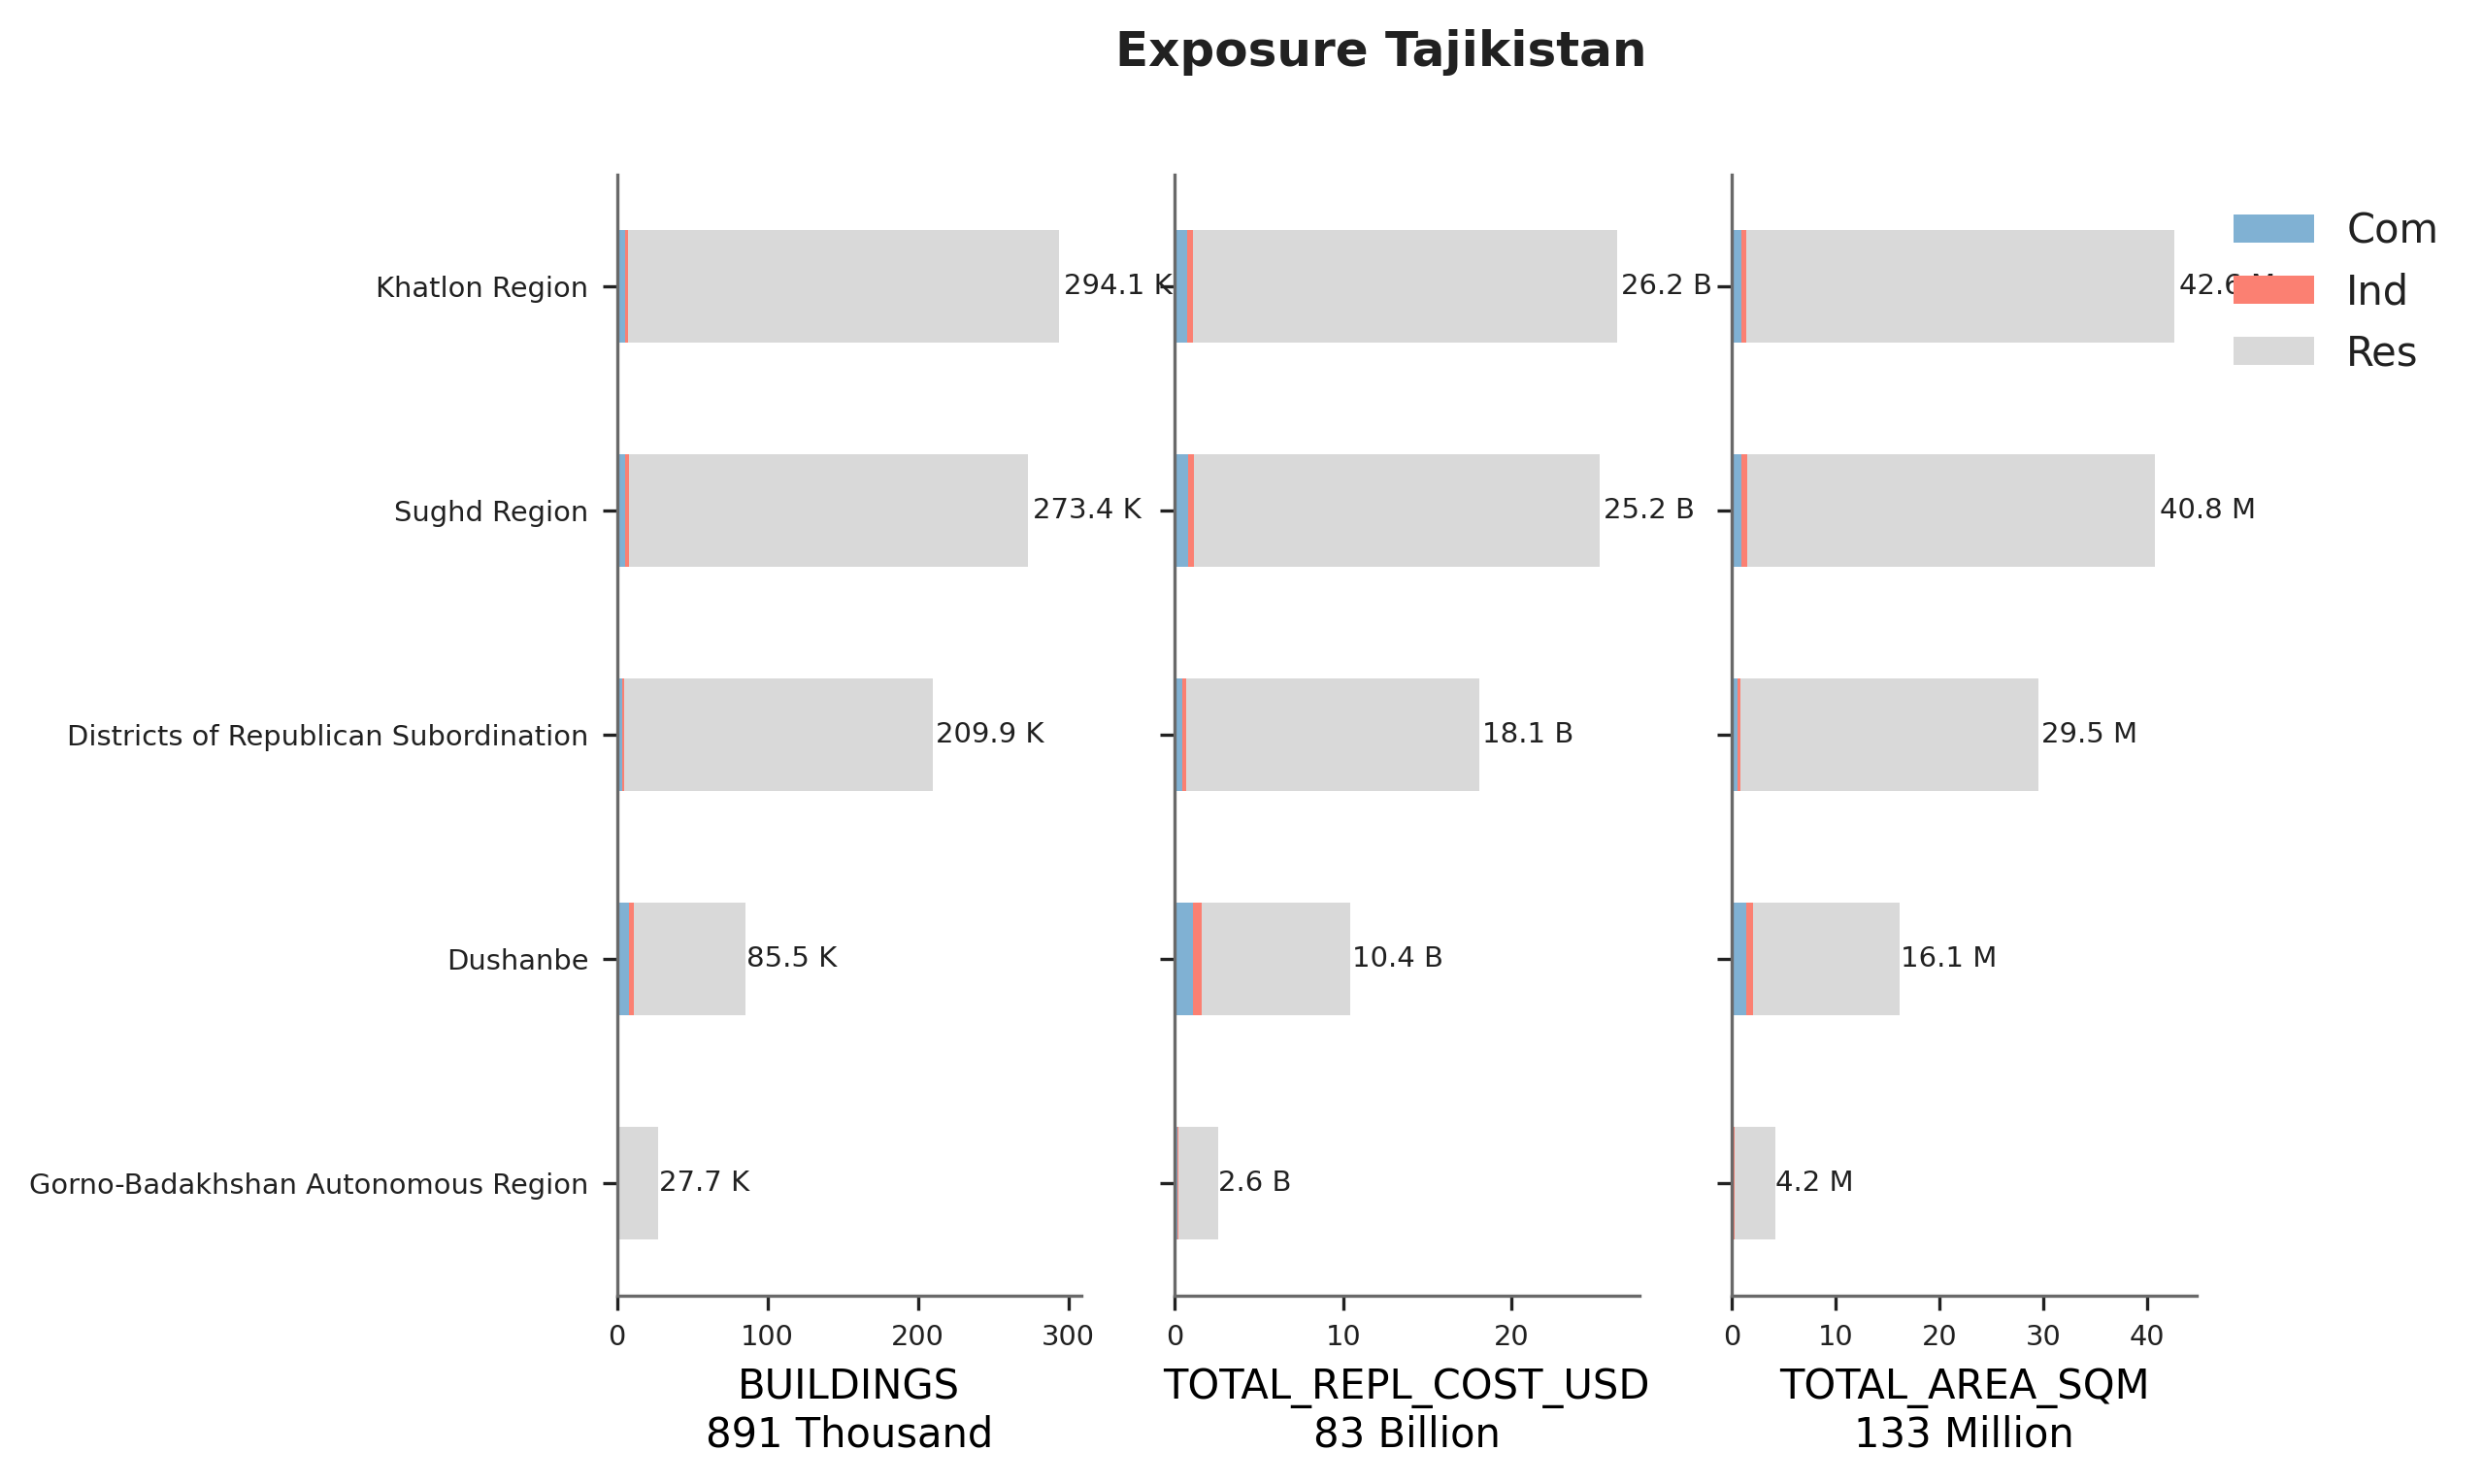 Exposure Tajikistan
Com
Ind
Res
Khatlon Region
294.1 K
26.2 B
Sughd Region
273.4 K
25.2 B
40.8 M
Districts of Republican Subordination
209.9 K
18.1 B
29.5 M
Dushanbe
85.5 K
10.4 B
16.1 M
Gorno-Badakhshan Autonomous Region
27.7 K
2.6 B
4.2 M
0 100 200 300
0 10 20
0 10 20 30 40
BUILDINGS
891 Thousand
TOTAL_REPL_COST_USD
83 Billion
TOTAL_AREA_SQM
133 Million